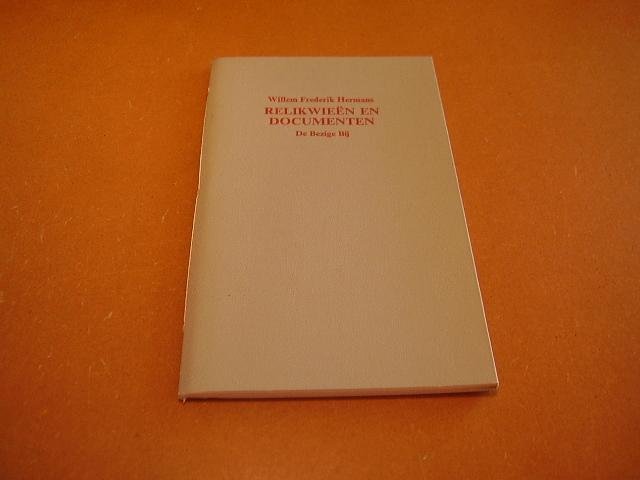 Willem Frederik Hermans
RELIKWIEËN EN
DOCUMENTEN
De Bezige Bij